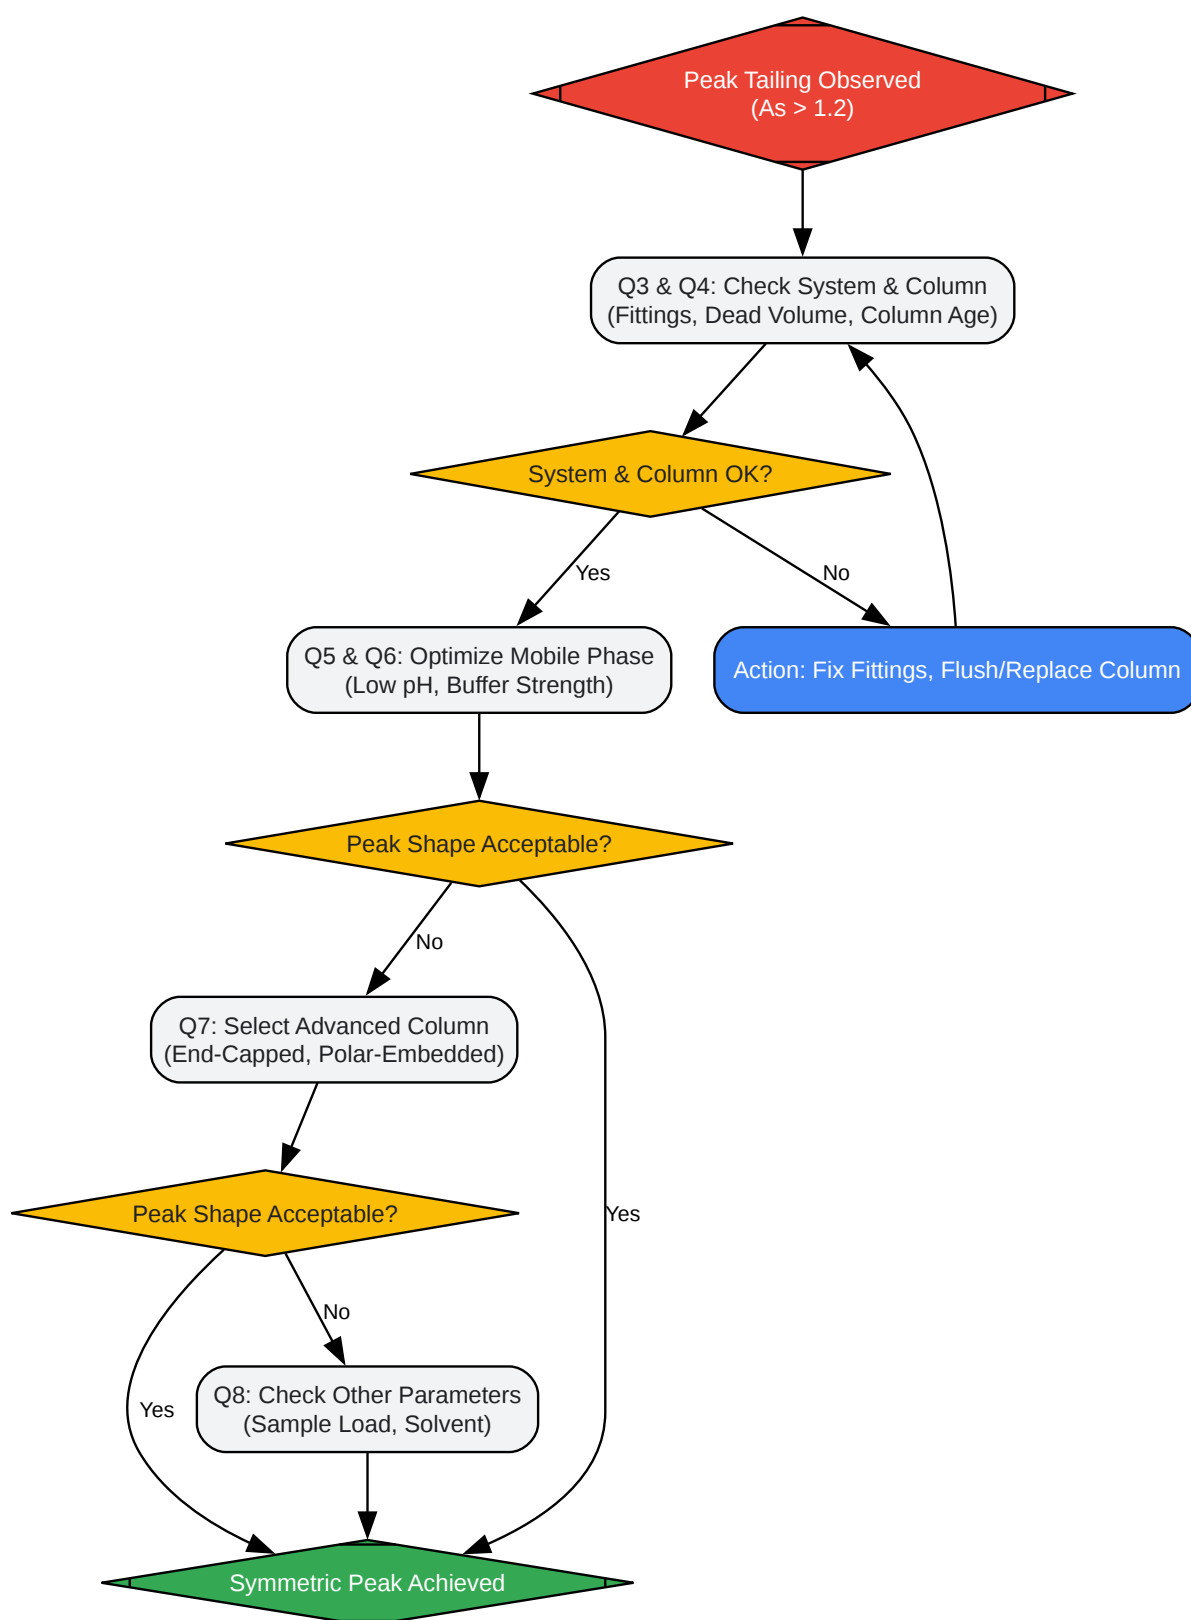 Peak Tailing Observed
(As > 1.2)
Q3 & Q4: Check System & Column
(Fittings, Dead Volume, Column Age)
System & Column OK?
Yes
No
Q5 & Q6: Optimize Mobile Phase
(Low pH, Buffer Strength)
Action: Fix Fittings, Flush/Replace Column
Peak Shape Acceptable?
No
Q7: Select Advanced Column
(End-Capped, Polar-Embedded)
Peak Shape Acceptable?
Yes
No
Q8: Check Other Parameters
(Sample Load, Solvent)
Yes
Symmetric Peak Achieved